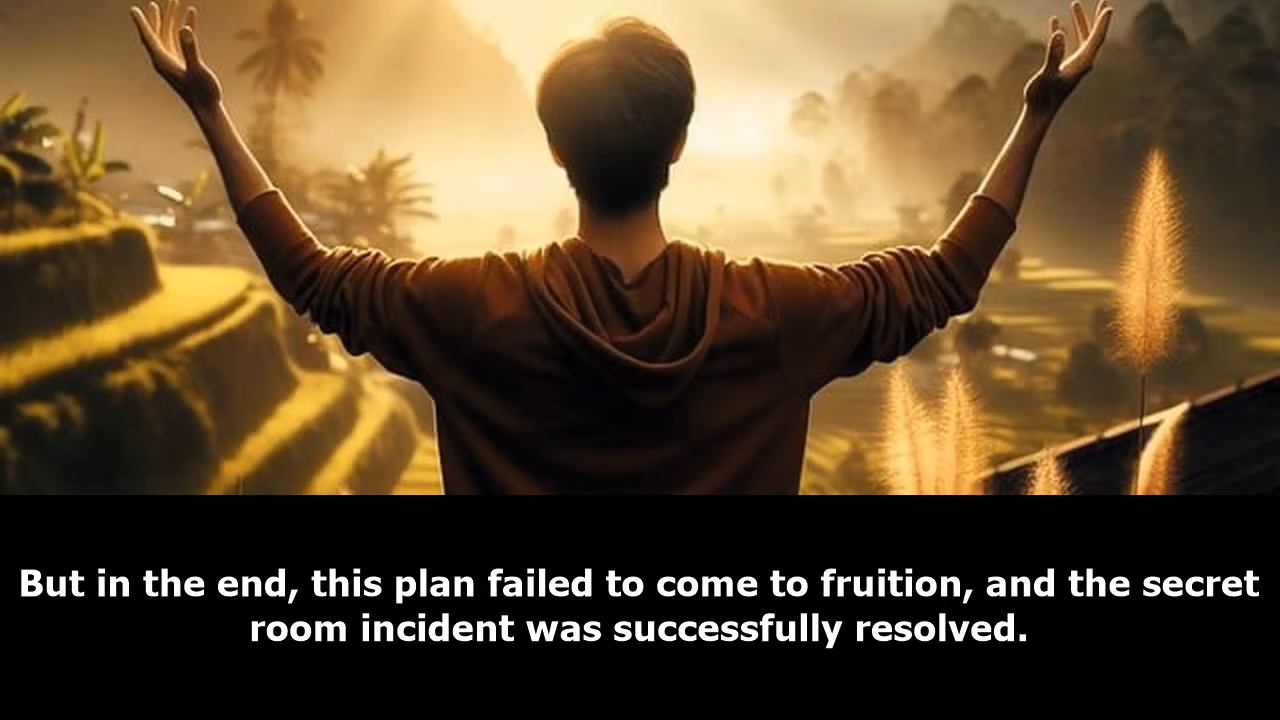 But in the end, this plan failed to come to fruition, and the secret
room incident was successfully resolved.